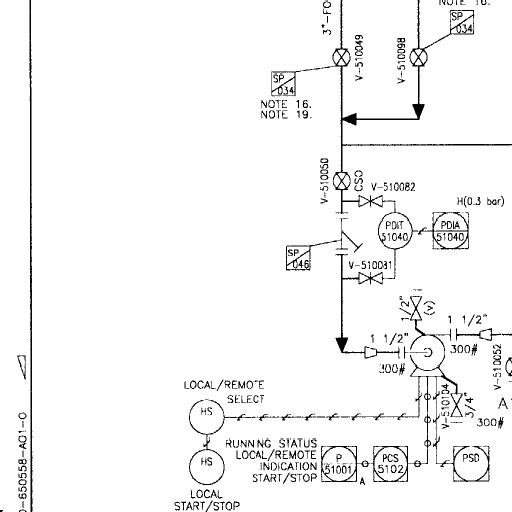 NOTE 16.
3"-FO
SP
034
V-510049
V-510098
SP
034
NOTE 16.
NOTE 19.
V-510050
CSO
V-510082
H(0.3 bar)
PDIT
51040
PDIA
51040
SP
046
V-510081
1/2"
(V)
1 1/2"
1 1/2"
300#
300#
V-510052
V-510104
3/4"
300#
LOCAL/REMOTE
SELECT
HS
HS
LOCAL
START/STOP
RUNNING STATUS
LOCAL/REMOTE
INDICATION
START/STOP
P
51001
A
PCS
5102
PSD
0-650558-A01-0